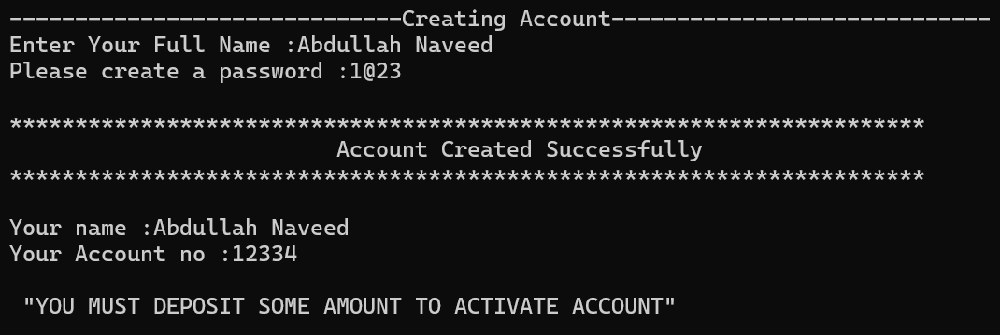 ------------------------------Creating Account-----------------------------
Enter Your Full Name :Abdullah Naveed
Please create a password :1@23
**********************************************************************
Account Created Successfully
**********************************************************************
Your name :Abdullah Naveed
Your Account no :12334
"YOU MUST DEPOSIT SOME AMOUNT TO ACTIVATE ACCOUNT"